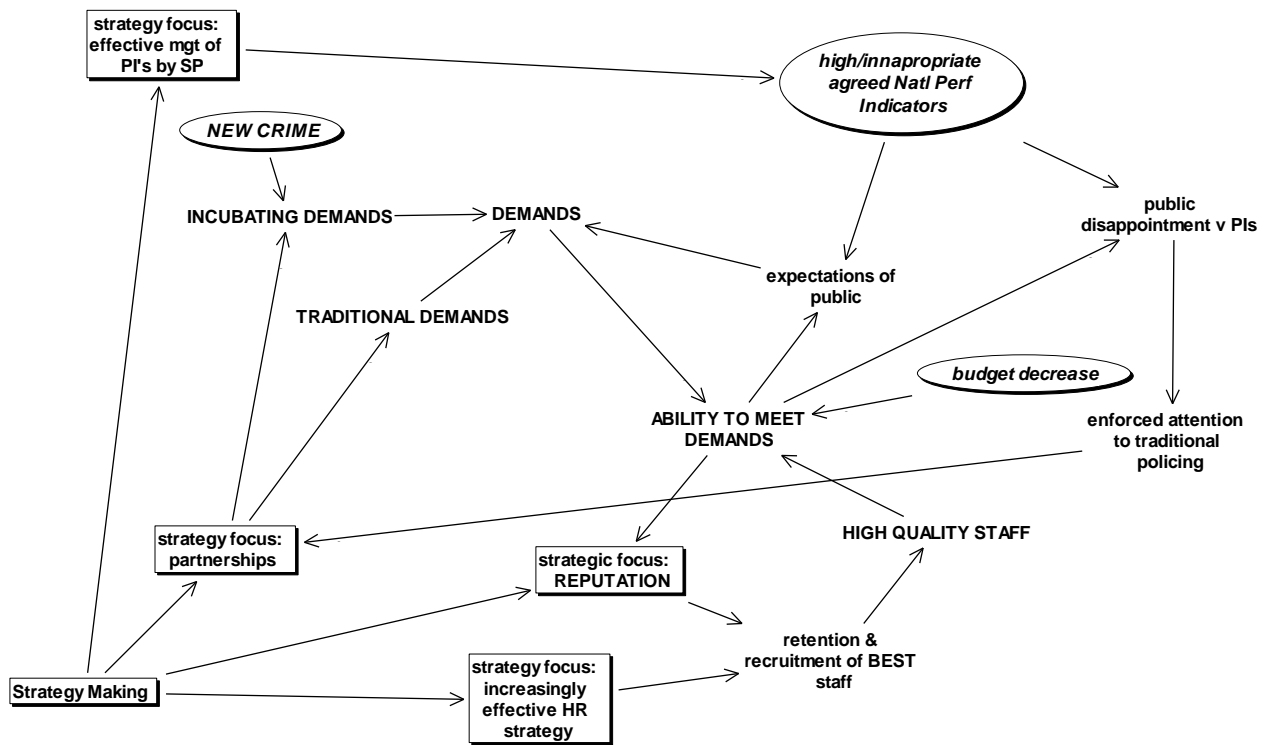 strategy focus:
effective mgt of
PI's by SP
high/innapropriate
agreed Natl Perf
Indicators
NEW CRIME
INCUBATING DEMANDS
DEMANDS
public
disappointment v PIs
expectations of
public
TRADITIONAL DEMANDS
budget decrease
ABILITY TO MEET
DEMANDS
enforced attention
to traditional
policing
strategy focus:
partnerships
HIGH QUALITY STAFF
strategic focus:
REPUTATION
retention &
recruitment of BEST
staff
strategy focus:
increasingly
effective HR
strategy
Strategy Making